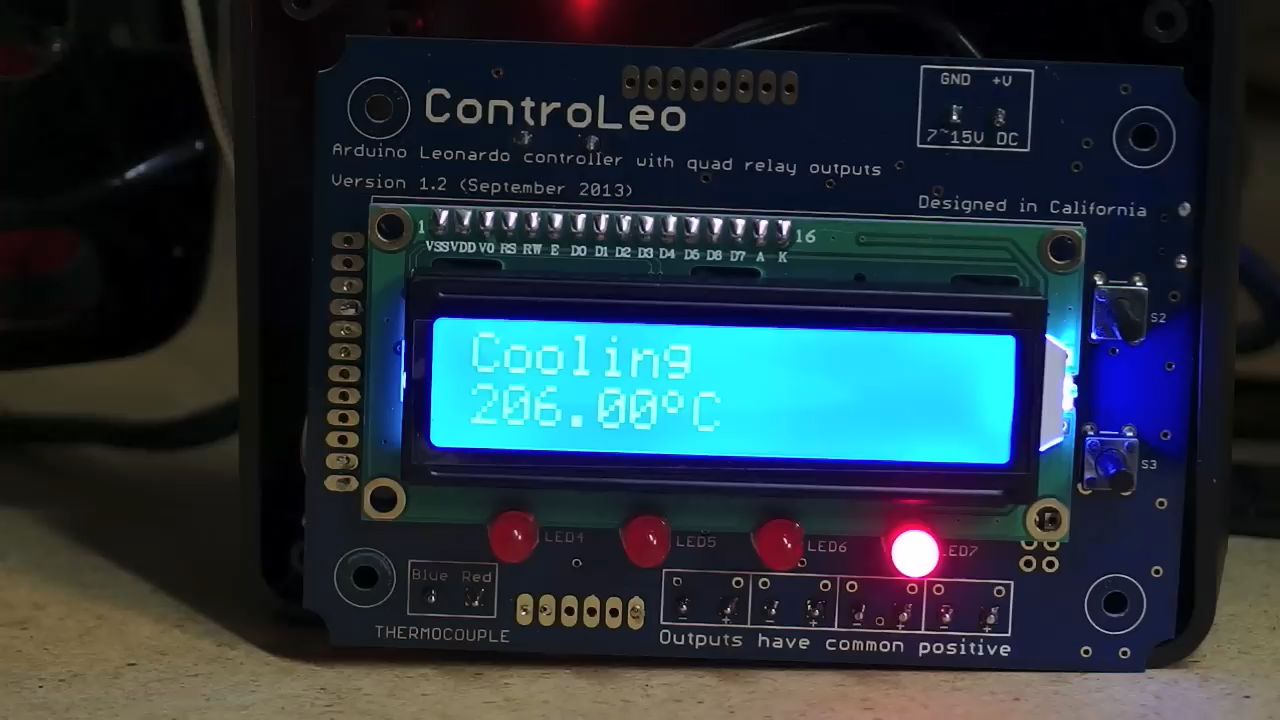 GND +V
ControLeo
7~15V DC
Arduino Leonardo controller with quad relay outputs
Version 1.2 (September 2013)
Designed in California
1 16
VSS VDD V0 RS RW E D0 D1 D2 D3 D4 D5 D6 D7 A K
S2
Cooling
206.00°C
S3
LED4 LED5 LED6 LED7
Blue Red
- + - + - + - +
THERMOCOUPLE
Outputs have common positive